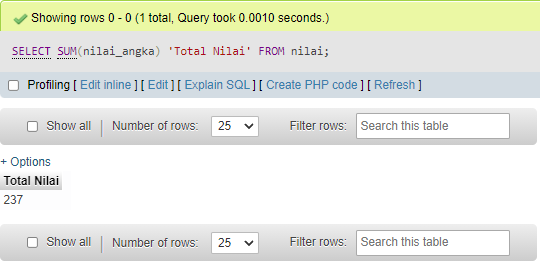 Showing rows 0 - 0 (1 total, Query took 0.0010 seconds.)
SELECT SUM(nilai_angka) 'Total Nilai' FROM nilai;
Profiling [ Edit inline ] [ Edit ] [ Explain SQL ] [ Create PHP code ] [ Refresh ]
Show all Number of rows: 25 Filter rows: Search this table
+ Options
Total Nilai
237
Show all Number of rows: 25 Filter rows: Search this table